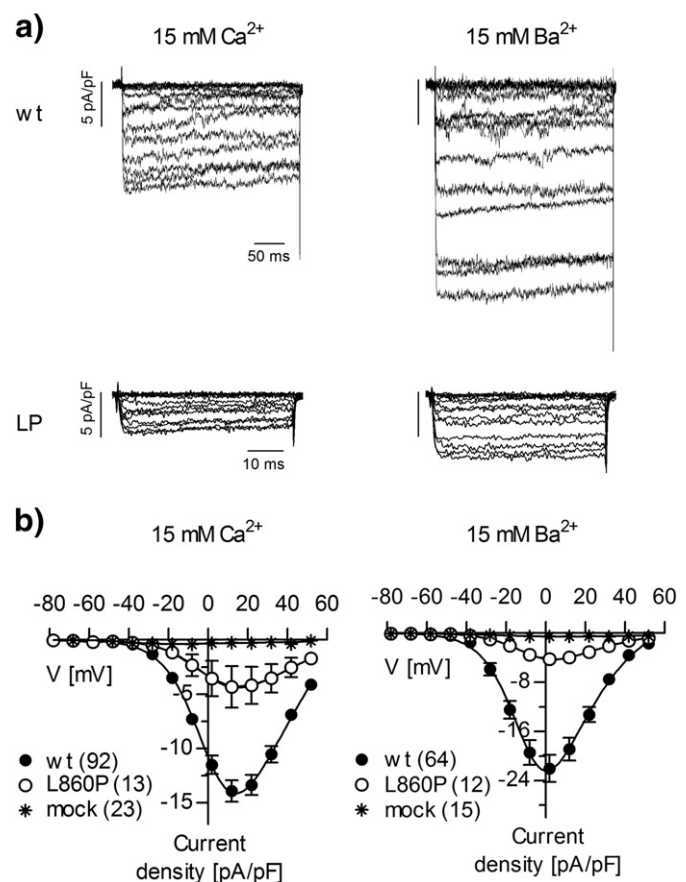 a)
15 mM Ca2+
15 mM Ba2+
5 pA/pF
wt
50 ms
5 pA/pF
LP
10 ms
b)
15 mM Ca2+
15 mM Ba2+
-80 -60 -40 -20 0 20 40 60
-80 -60 -40 -20 0 20 40 60
V [mV]
-5
-10
-15
wt (92)
L860P (13)
mock (23)
Current
density [pA/pF]
V [mV]
-8
-16
-24
wt (64)
L860P (12)
mock (15)
Current
density [pA/pF]